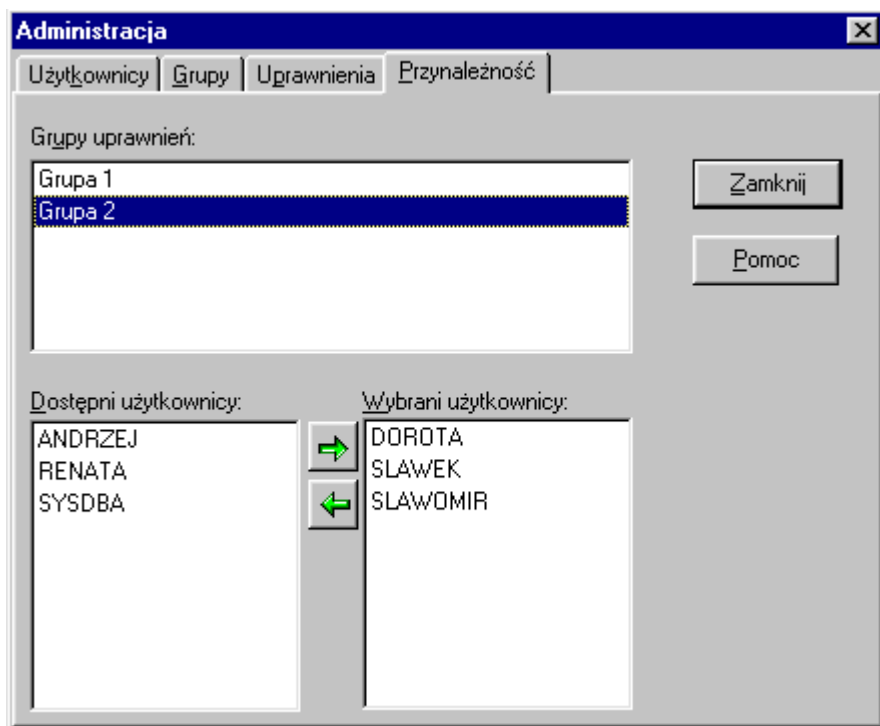 Administracja
Użytkownicy Grupy Uprawnienia Przynależność
Grupy uprawnień:
Grupa 1
Grupa 2
Zamknij
Pomoc
Dostępni użytkownicy:
ANDRZEJ
RENATA
SYSDBA
Wybrani użytkownicy:
DOROTA
SLAWEK
SLAWOMIR